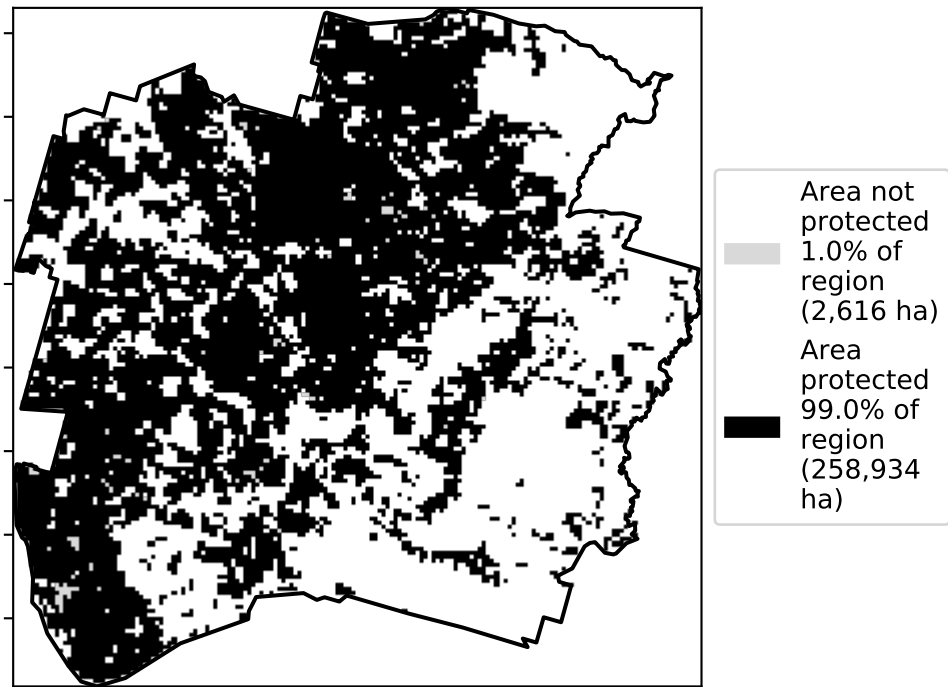 Area not
protected
1.0% of
region
(2,616 ha)
Area
protected
99.0% of
region
(258,934
ha)